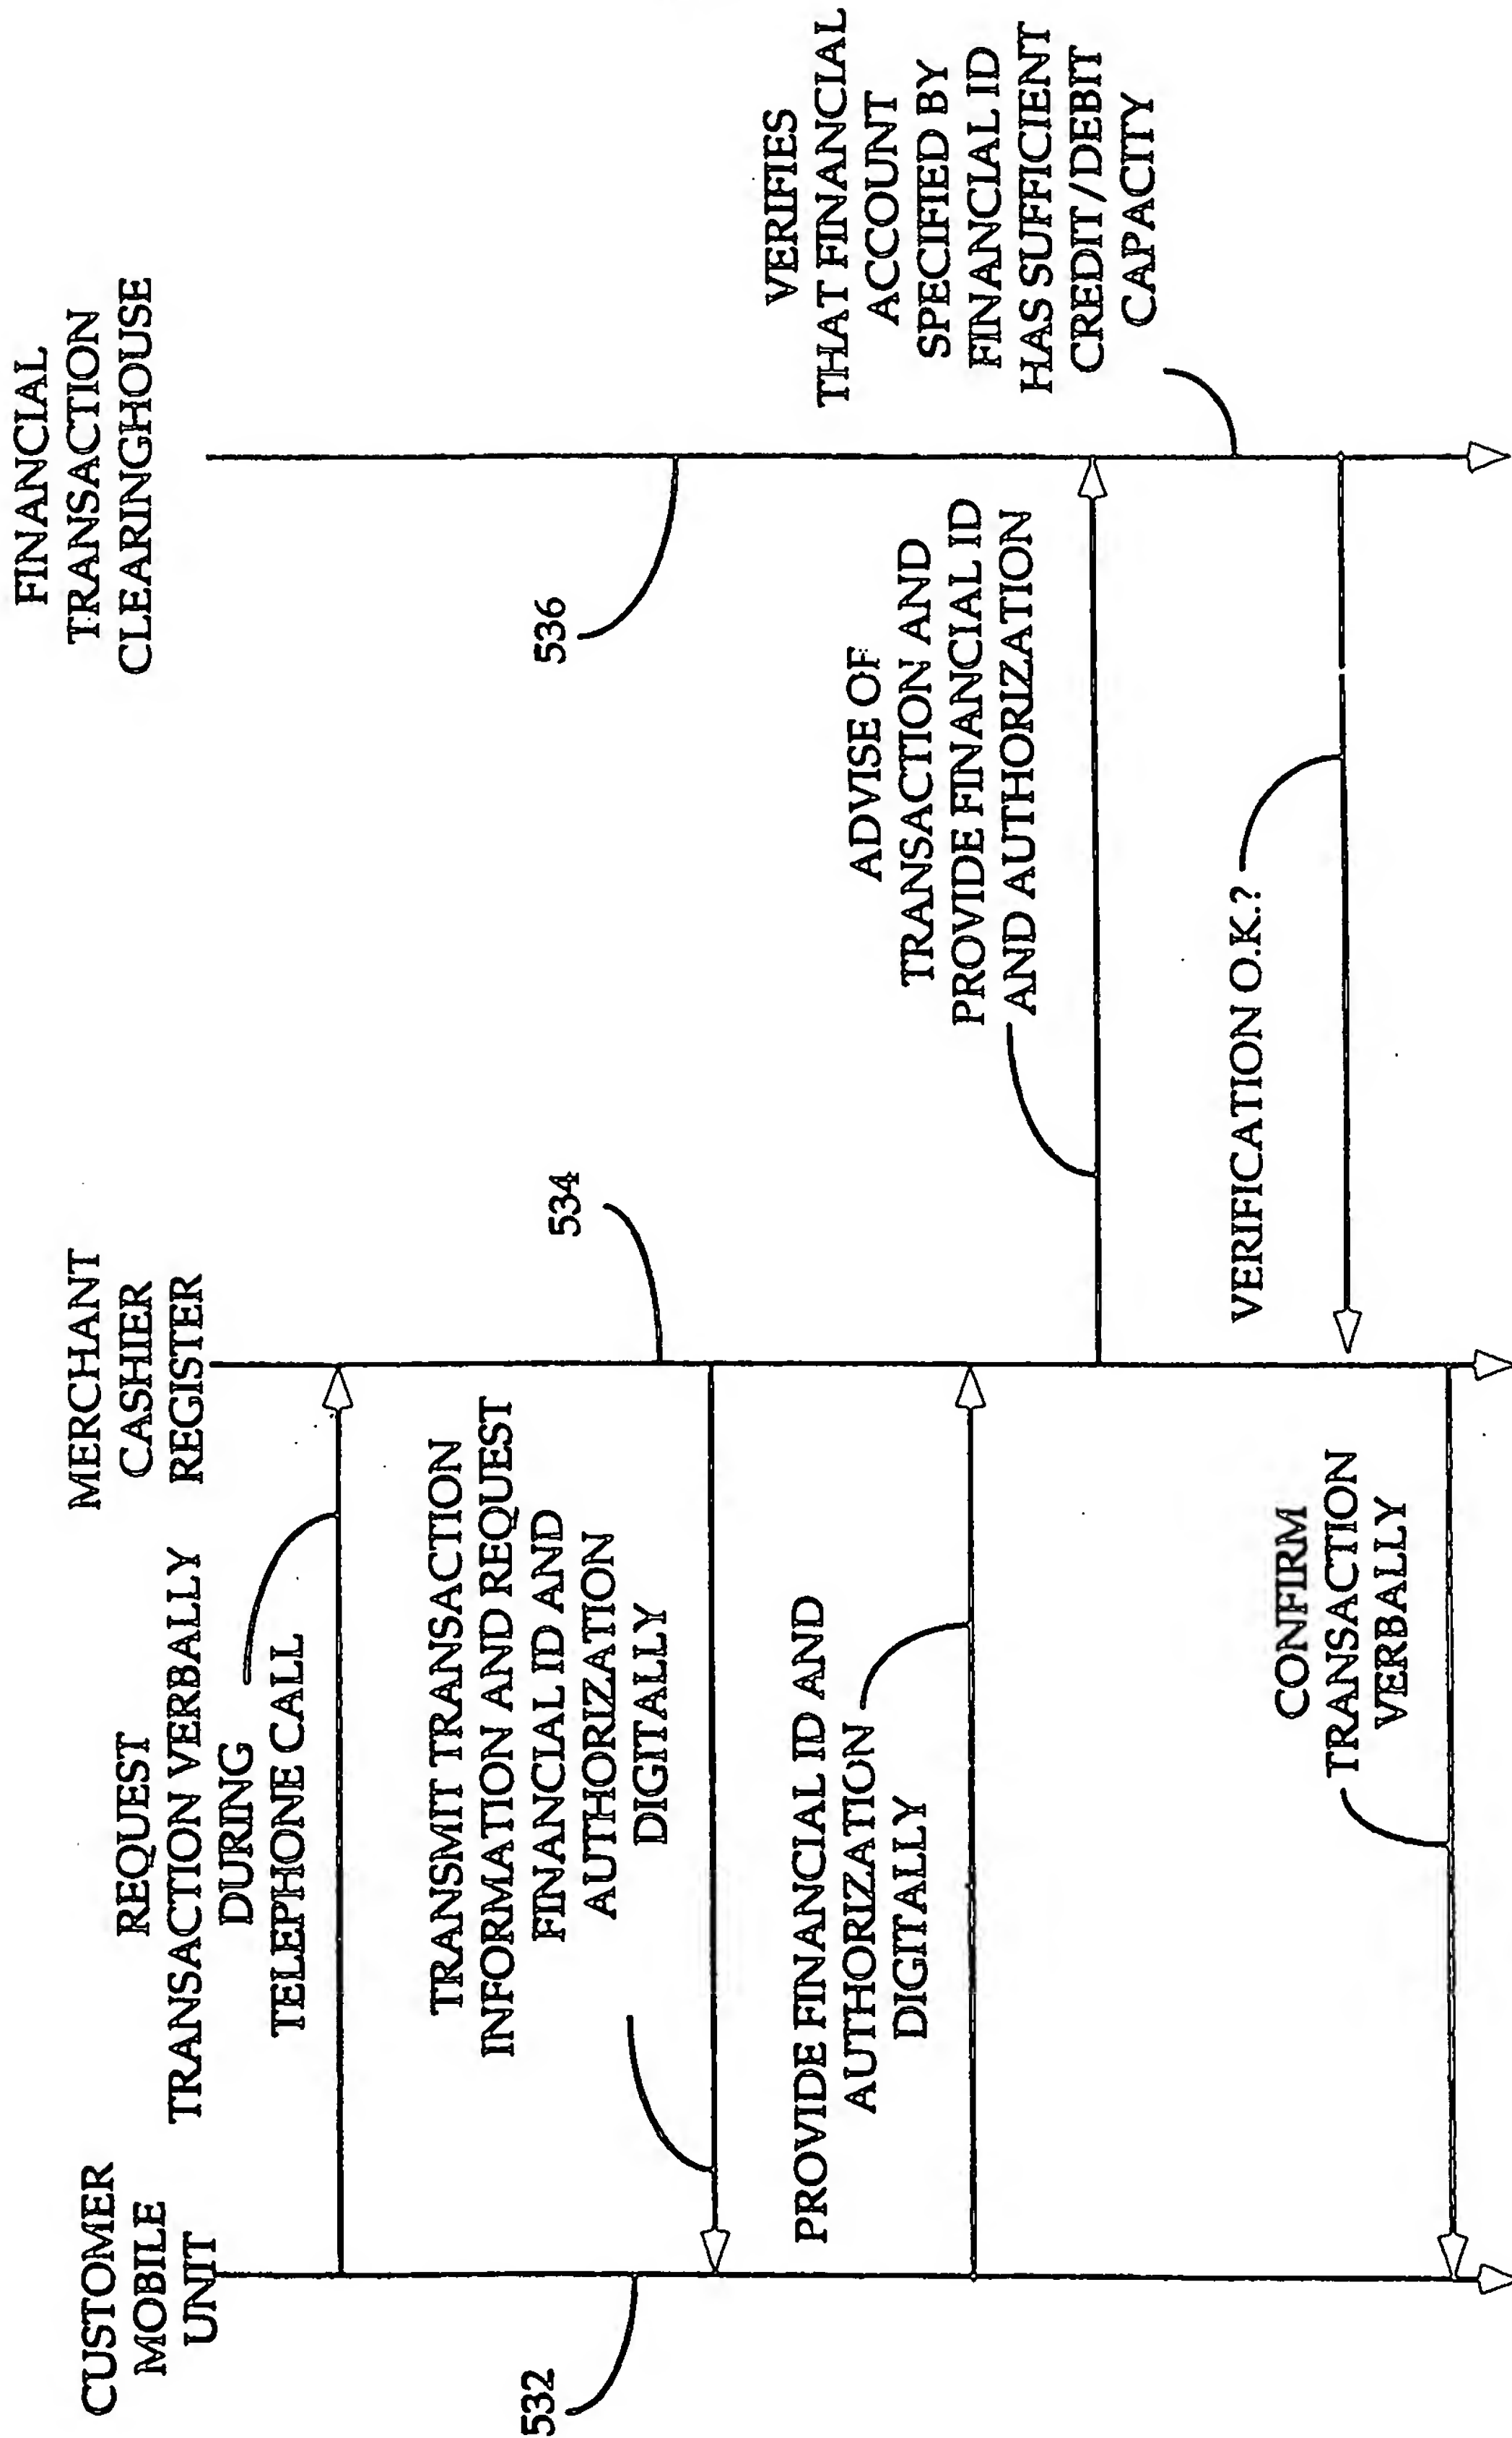 CUSTOMER
MOBILE
UNIT
MERCHANT
CASHIER
REGISTER
FINANCIAL
TRANSACTION
CLEARINGHOUSE
REQUEST
TRANSACTION VERBALLY
DURING
TELEPHONE CALL
532
534
536
TRANSMIT TRANSACTION
INFORMATION AND REQUEST
FINANCIAL ID AND
AUTHORIZATION
DIGITALLY
PROVIDE FINANCIAL ID AND
AUTHORIZATION
DIGITALLY
ADVISE OF
TRANSACTION AND
PROVIDE FINANCIAL ID
AND AUTHORIZATION
VERIFIES
THAT FINANCIAL
ACCOUNT
SPECIFIED BY
FINANCIAL ID
HAS SUFFICIENT
CREDIT/DEBIT
CAPACITY
VERIFICATION O.K.?
CONFIRM
TRANSACTION
VERBALLY